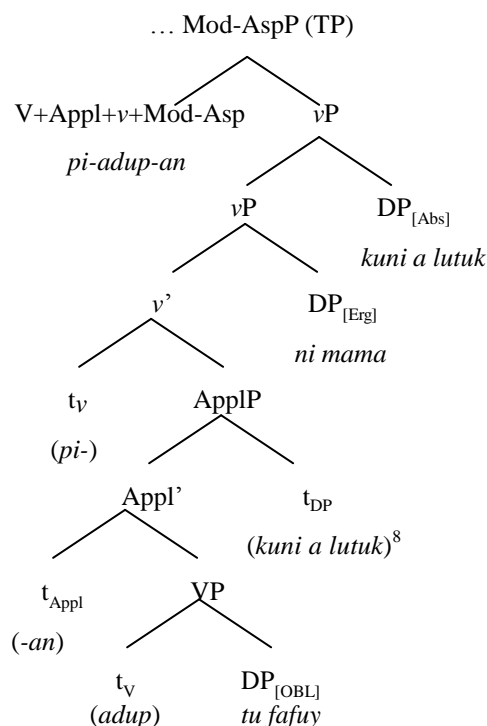 … Mod-AspP (TP)
V+Appl+v+Mod-Asp vP
pi-adup-an
vP DP[Abs]
kuni a lutuk
v’ DP[Erg]
ni mama
tv ApplP
(pi-)
Appl’ tDP
(kuni a lutuk)8
tAppl VP
(-an)
tV DP[OBL]
(adup) tu fafuy